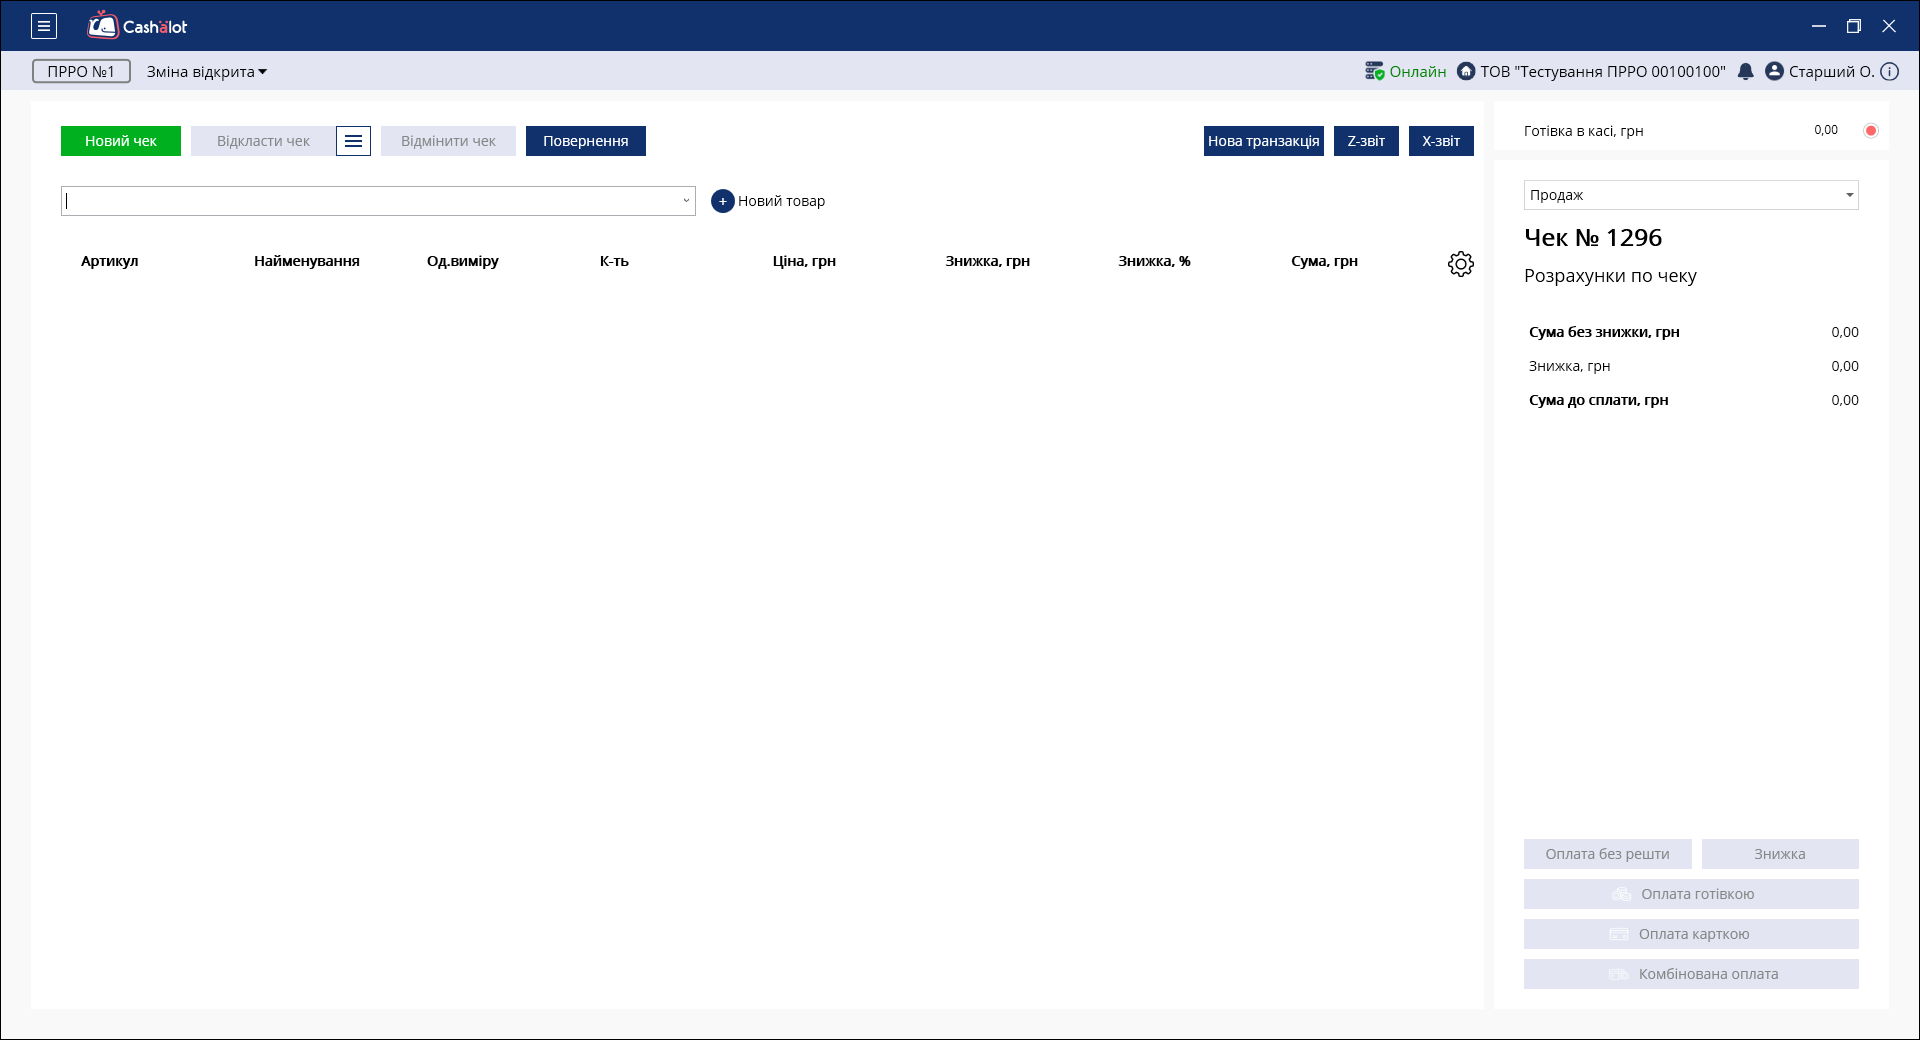 Cashalot
ПРРО №1 Зміна відкрита Онлайн ТОВ "Тестування ПРРО 00100100" Старший О.
Новий чек Відкласти чек Відмінити чек Повернення Нова транзакція Z-звіт X-звіт
Готівка в касі, грн 0,00
Новий товар
Продаж
Артикул Найменування Од.виміру К-ть Ціна, грн Знижка, грн Знижка, % Сума, грн
Чек № 1296
Розрахунки по чеку
Сума без знижки, грн 0,00
Знижка, грн 0,00
Сума до сплати, грн 0,00
Оплата без решти Знижка
Оплата готівкою
Оплата карткою
Комбінована оплата